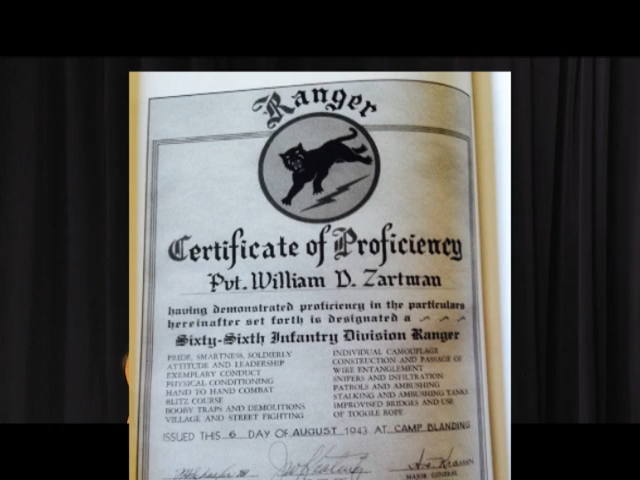 Ranger
Certificate of Proficiency
Pvt. William D. Zartman
having demonstrated proficiency in the particulars
hereinafter set forth is designated a
Sixty-Sixth Infantry Division Ranger
PRIDE, SMARTNESS, SOLDIERLY
ATTITUDE AND LEADERSHIP
EXEMPLARY CONDUCT
PHYSICAL CONDITIONING
HAND TO HAND COMBAT
BLITZ COURSE
BOOBY TRAPS AND DEMOLITIONS
VILLAGE AND STREET FIGHTING
INDIVIDUAL CAMOUFLAGE
CONSTRUCTION AND PASSAGE OF
WIRE ENTANGLEMENT
SNIPERS AND INFILTRATION
PATROLS AND AMBUSHING
STALKING AND AMBUSHING TANKS
IMPROVISED BRIDGES AND USE
OF TOGGLE ROPE
ISSUED THIS 6 DAY OF AUGUST 1943 AT CAMP BLANDING
MAJOR GENERAL